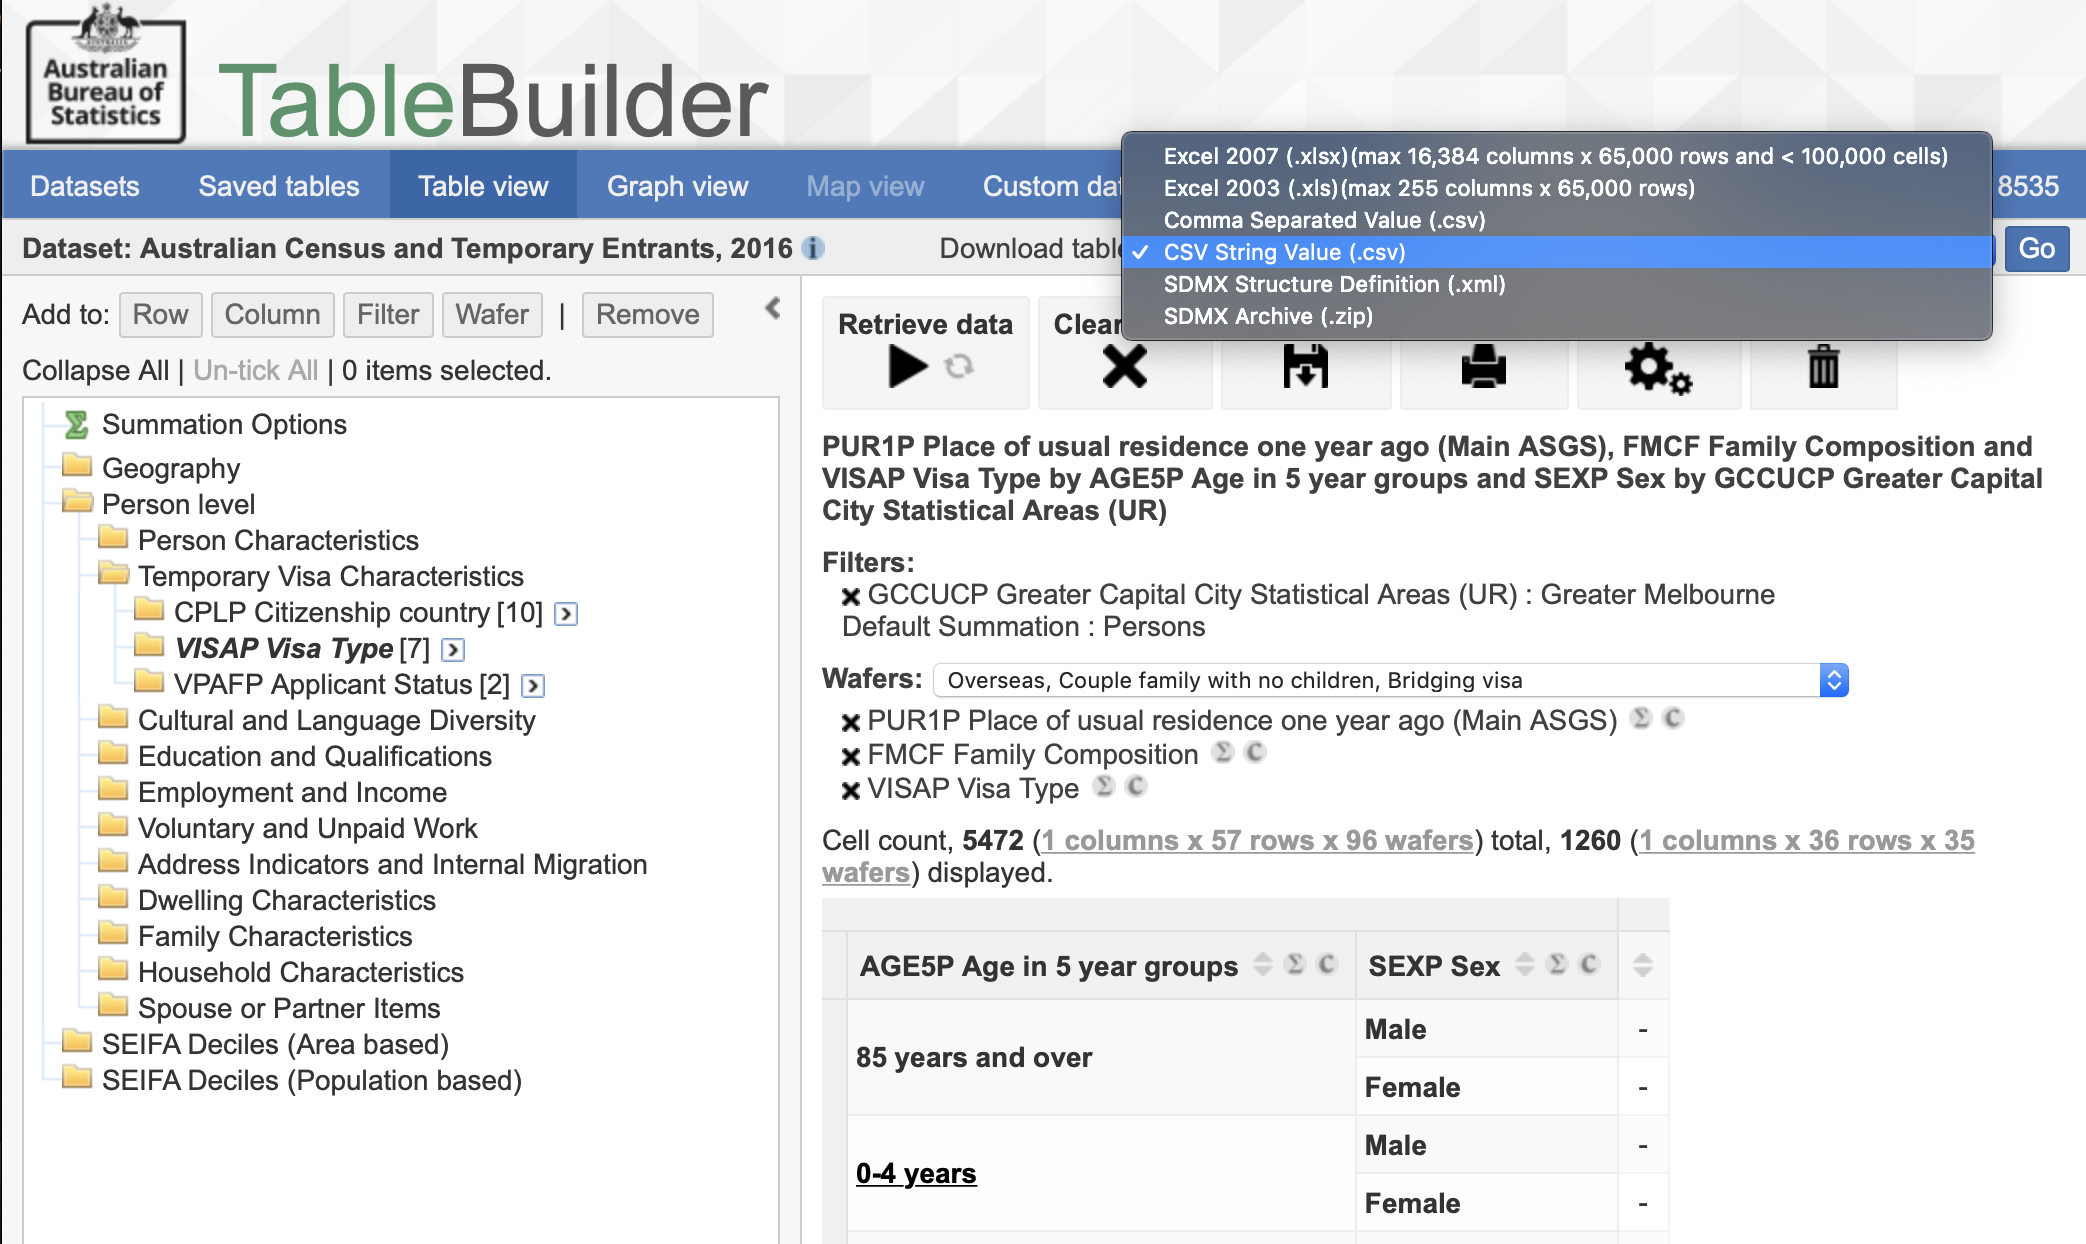 Australian
Bureau of
Statistics
TableBuilder
Datasets
Saved tables
Table view
Graph view
Map view
Custom dat
8535
Excel 2007 (.xlsx)(max 16,384 columns x 65,000 rows and < 100,000 cells)
Excel 2003 (.xls)(max 255 columns x 65,000 rows)
Comma Separated Value (.csv)
✓ CSV String Value (.csv)
SDMX Structure Definition (.xml)
SDMX Archive (.zip)
Dataset: Australian Census and Temporary Entrants, 2016
Download table
Go
Add to: Row Column Filter Wafer | Remove
Collapse All | Un-tick All | 0 items selected.
Summation Options
Geography
Person level
Person Characteristics
Temporary Visa Characteristics
CPLP Citizenship country [10]
VISAP Visa Type [7]
VPAFP Applicant Status [2]
Cultural and Language Diversity
Education and Qualifications
Employment and Income
Voluntary and Unpaid Work
Address Indicators and Internal Migration
Dwelling Characteristics
Family Characteristics
Household Characteristics
Spouse or Partner Items
SEIFA Deciles (Area based)
SEIFA Deciles (Population based)
Retrieve data
Clear
PUR1P Place of usual residence one year ago (Main ASGS), FMCF Family Composition and
VISAP Visa Type by AGE5P Age in 5 year groups and SEXP Sex by GCCUCP Greater Capital
City Statistical Areas (UR)
Filters:
GCCUCP Greater Capital City Statistical Areas (UR) : Greater Melbourne
Default Summation : Persons
Wafers: Overseas, Couple family with no children, Bridging visa
PUR1P Place of usual residence one year ago (Main ASGS) Σ C
FMCF Family Composition Σ C
VISAP Visa Type Σ C
Cell count, 5472 (1 columns x 57 rows x 96 wafers) total, 1260 (1 columns x 36 rows x 35
wafers) displayed.
AGE5P Age in 5 year groups Σ C SEXP Sex Σ C
85 years and over
Male -
Female -
0-4 years
Male -
Female -